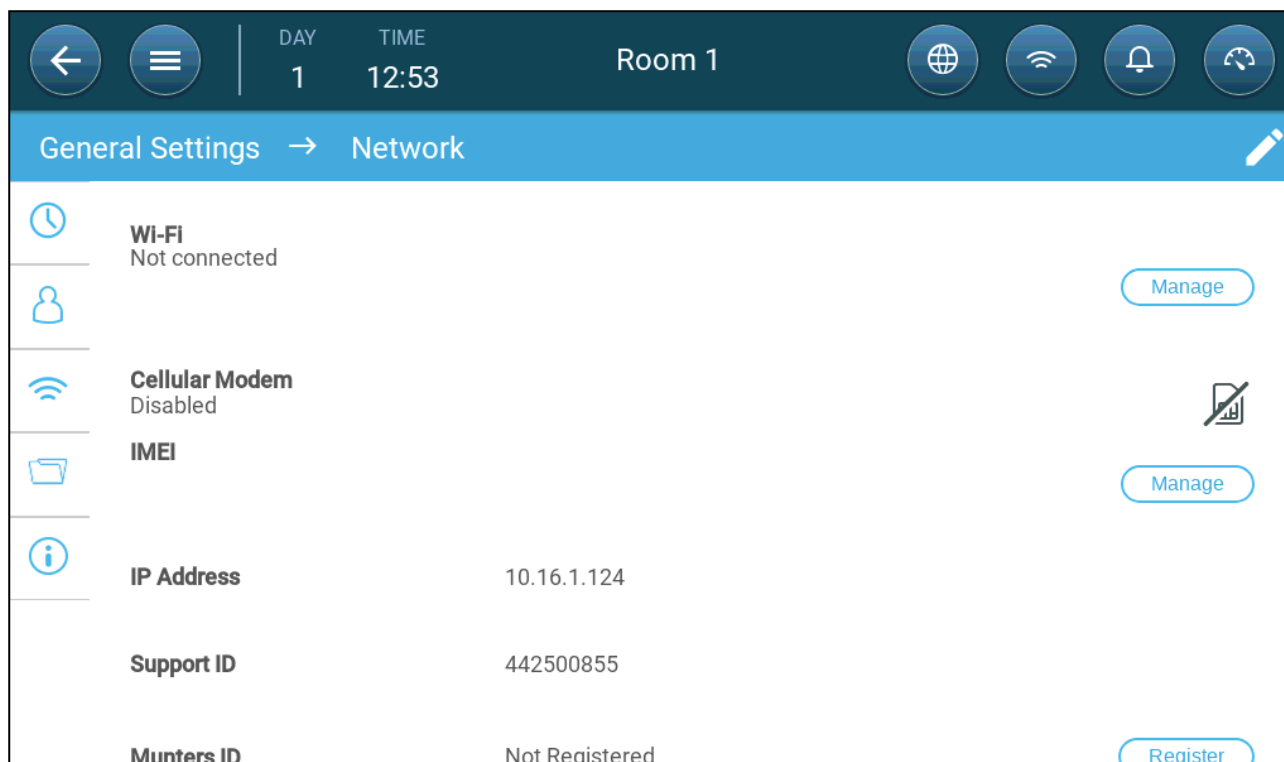 DAY TIME
1 12:53 Room 1
General Settings → Network
Wi-Fi
Not connected
Manage
Cellular Modem
Disabled
IMEI
Manage
IP Address 10.16.1.124
Support ID 442500855
Munters ID Not Registered Register